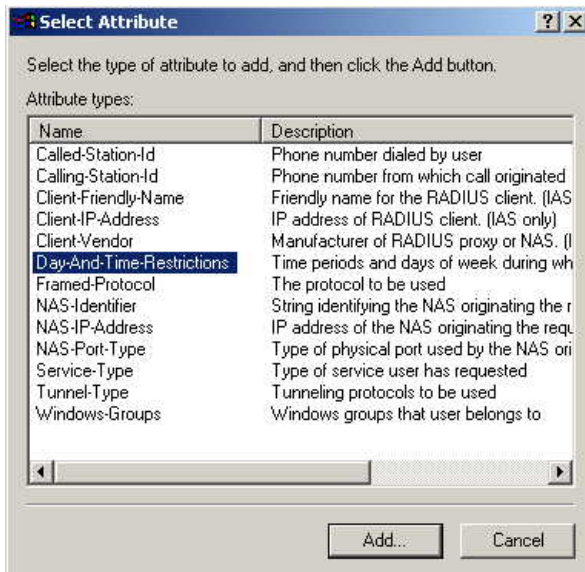 Select Attribute
Select the type of attribute to add, and then click the Add button.
Attribute types:
Name Description
Called-Station-Id Phone number dialed by user
Calling-Station-Id Phone number from which call originated
Client-Friendly-Name Friendly name for the RADIUS client. (IAS
Client-IP-Address IP address of RADIUS client. (IAS only)
Client-Vendor Manufacturer of RADIUS proxy or NAS. (I
Day-And-Time-Restrictions Time periods and days of week during wh
Framed-Protocol The protocol to be used
NAS-Identifier String identifying the NAS originating the r
NAS-IP-Address IP address of the NAS originating the requ
NAS-Port-Type Type of physical port used by the NAS ori
Service-Type Type of service user has requested
Tunnel-Type Tunneling protocols to be used
Windows-Groups Windows groups that user belongs to
Add... Cancel